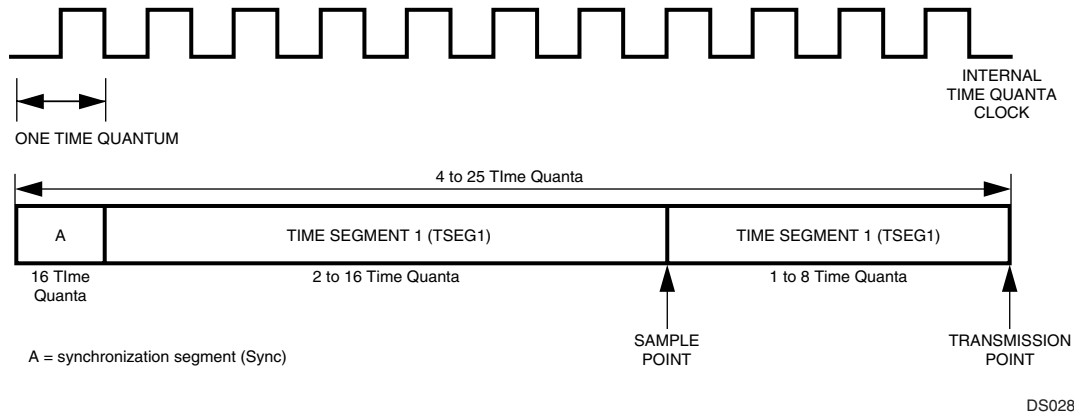 INTERNAL
TIME QUANTA
CLOCK
ONE TIME QUANTUM
4 to 25 TIme Quanta
A
TIME SEGMENT 1 (TSEG1)
TIME SEGMENT 1 (TSEG1)
16 TIme
Quanta
2 to 16 Time Quanta
1 to 8 Time Quanta
A = synchronization segment (Sync)
SAMPLE
POINT
TRANSMISSION
POINT
DS028